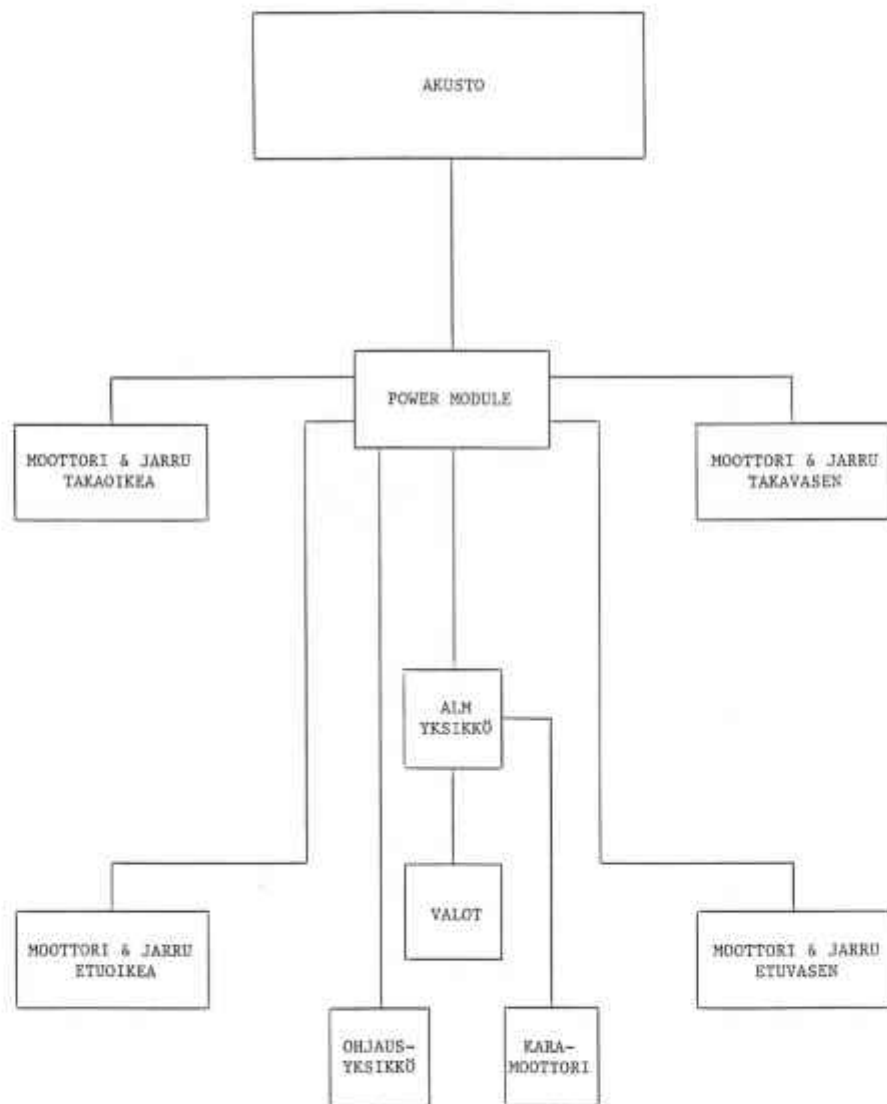 AKUSTO
POWER MODULE
MOOTTORI & JARRU
TAKAOIKEA
MOOTTORI & JARRU
TAKAVASEN
ALM
YKSIKKÖ
VALOT
MOOTTORI & JARRU
ETUOIKEA
MOOTTORI & JARRU
ETUVASEN
OHJAUS-
YKSIKKÖ
KARA-
MOOTTORI